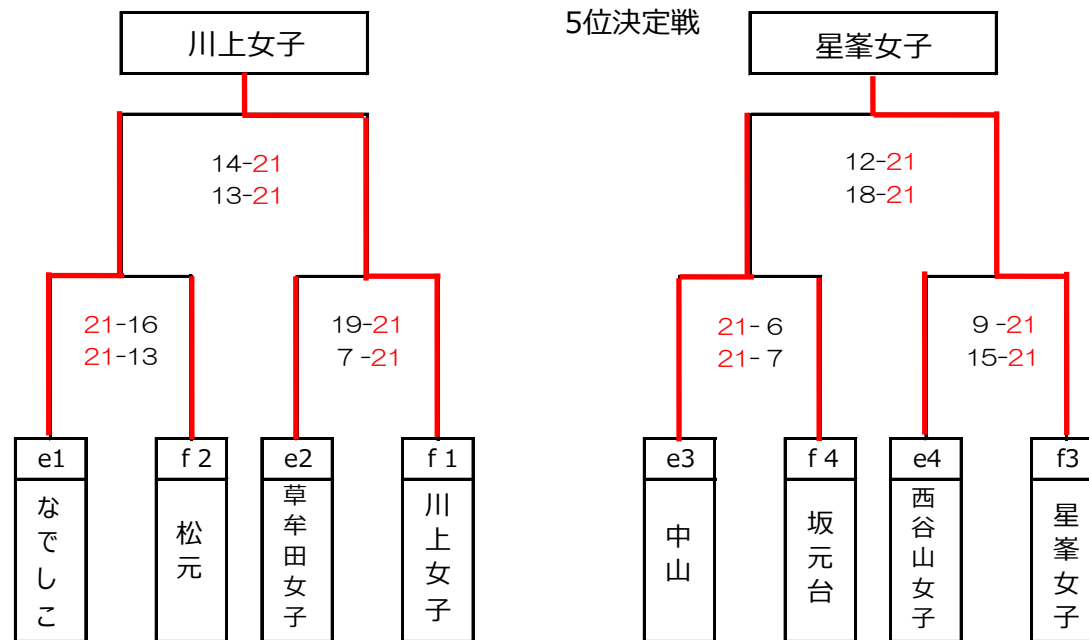 5位決定戦
川上女子
星峯女子
14-21
13-21
12-21
18-21
21-16
21-13
19-21
7 -21
21- 6
21- 7
9 -21
15-21
e1
f 2
e2
f 1
e3
f 4
e4
f3
なでしこ
松元
草牟田女子
川上女子
中山
坂元台
西谷山女子
星峯女子